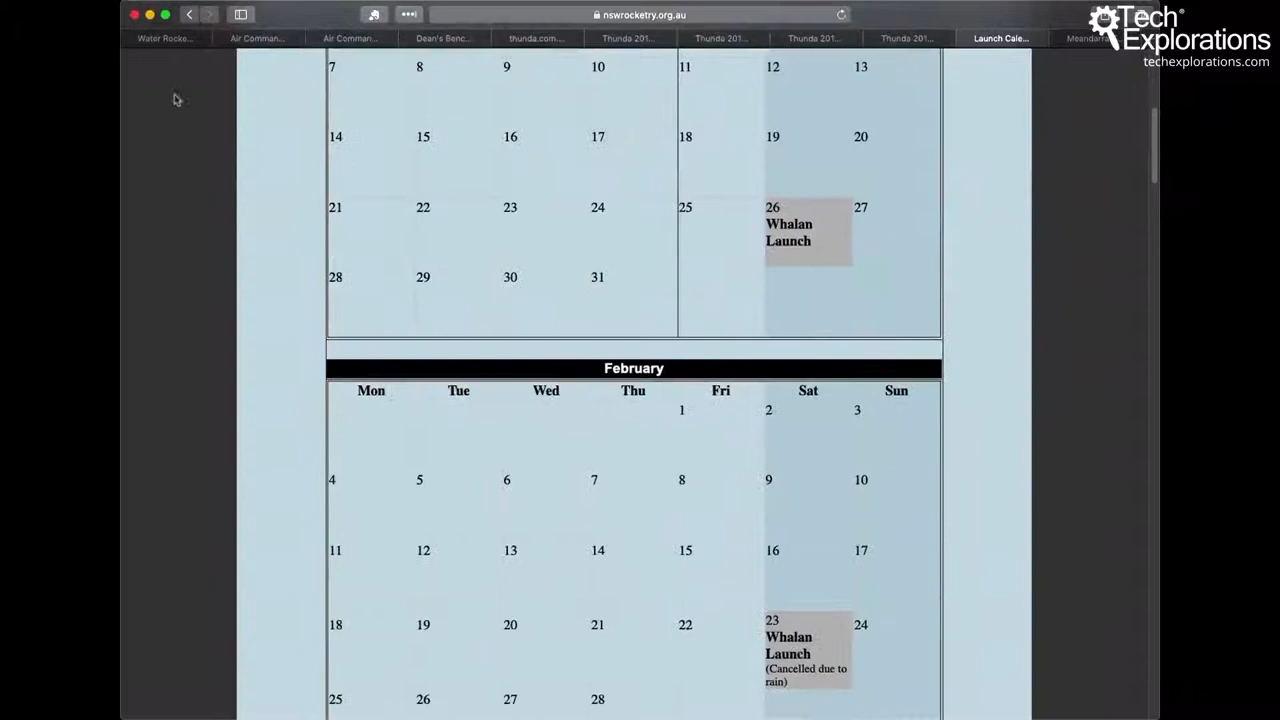 nswrocketry.org.au
Tech
Explorations
techexplorations.com
Water Rocke... Air Comman... Air Comman... Dean's Benc... thunda.com.... Thunda 201... Thunda 201... Thunda 201... Thunda 201... Launch Cale... Meandarra
7 8 9 10 11 12 13
14 15 16 17 18 19 20
21 22 23 24 25 26 27
Whalan
Launch
28 29 30 31
February
Mon Tue Wed Thu Fri Sat Sun
1 2 3
4 5 6 7 8 9 10
11 12 13 14 15 16 17
18 19 20 21 22 23 24
Whalan
Launch
(Cancelled due to
rain)
25 26 27 28